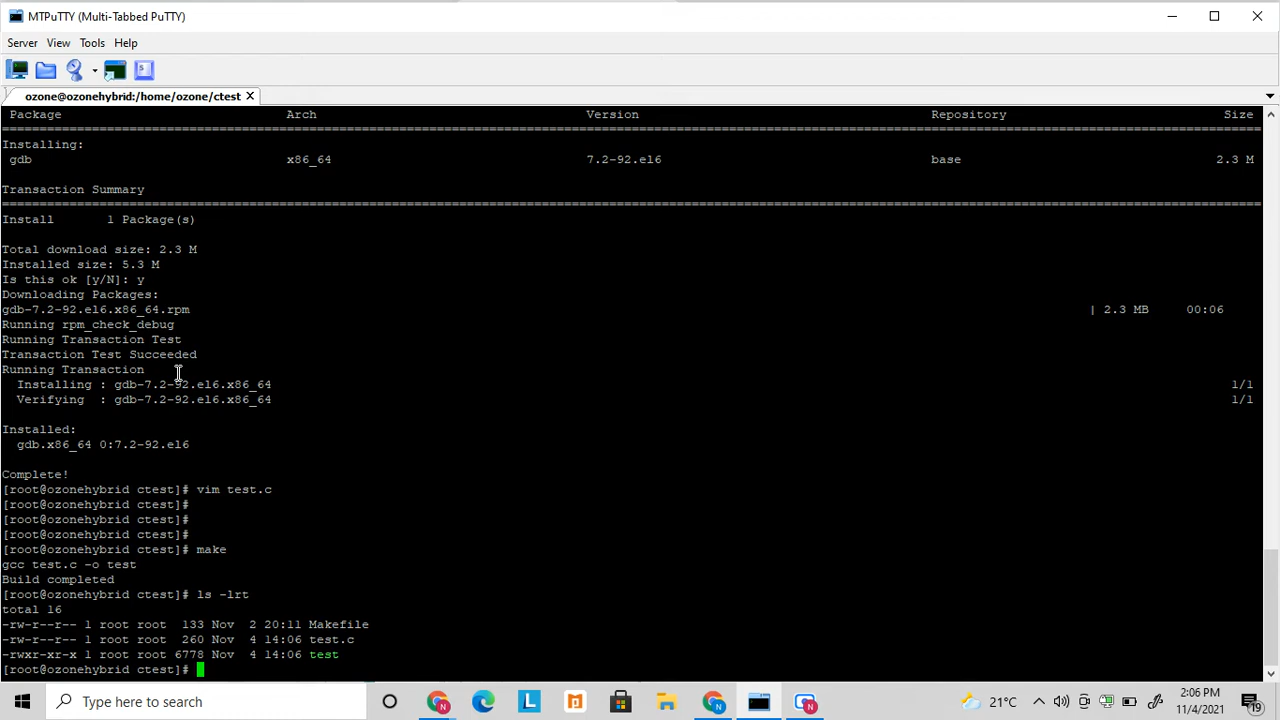 MTPuTTY (Multi-Tabbed PuTTY)
Server View Tools Help
ozone@ozonehybrid:/home/ozone/ctest
Package Arch Version Repository Size
================================================================================
Installing:
gdb x86_64 7.2-92.el6 base 2.3 M
Transaction Summary
================================================================================
Install 1 Package(s)
Total download size: 2.3 M
Installed size: 5.3 M
Is this ok [y/N]: y
Downloading Packages:
gdb-7.2-92.el6.x86_64.rpm | 2.3 MB 00:06
Running rpm_check_debug
Running Transaction Test
Transaction Test Succeeded
Running Transaction
Installing : gdb-7.2-92.el6.x86_64 1/1
Verifying : gdb-7.2-92.el6.x86_64 1/1
Installed:
gdb.x86_64 0:7.2-92.el6
Complete!
[root@ozonehybrid ctest]# vim test.c
[root@ozonehybrid ctest]#
[root@ozonehybrid ctest]#
[root@ozonehybrid ctest]#
[root@ozonehybrid ctest]# make
gcc test.c -o test
Build completed
[root@ozonehybrid ctest]# ls -lrt
total 16
-rw-r--r-- 1 root root 133 Nov 2 20:11 Makefile
-rw-r--r-- 1 root root 260 Nov 4 14:06 test.c
-rwxr-xr-x 1 root root 6778 Nov 4 14:06 test
[root@ozonehybrid ctest]#
Type here to search
21°C
2:06 PM
11/4/2021
19